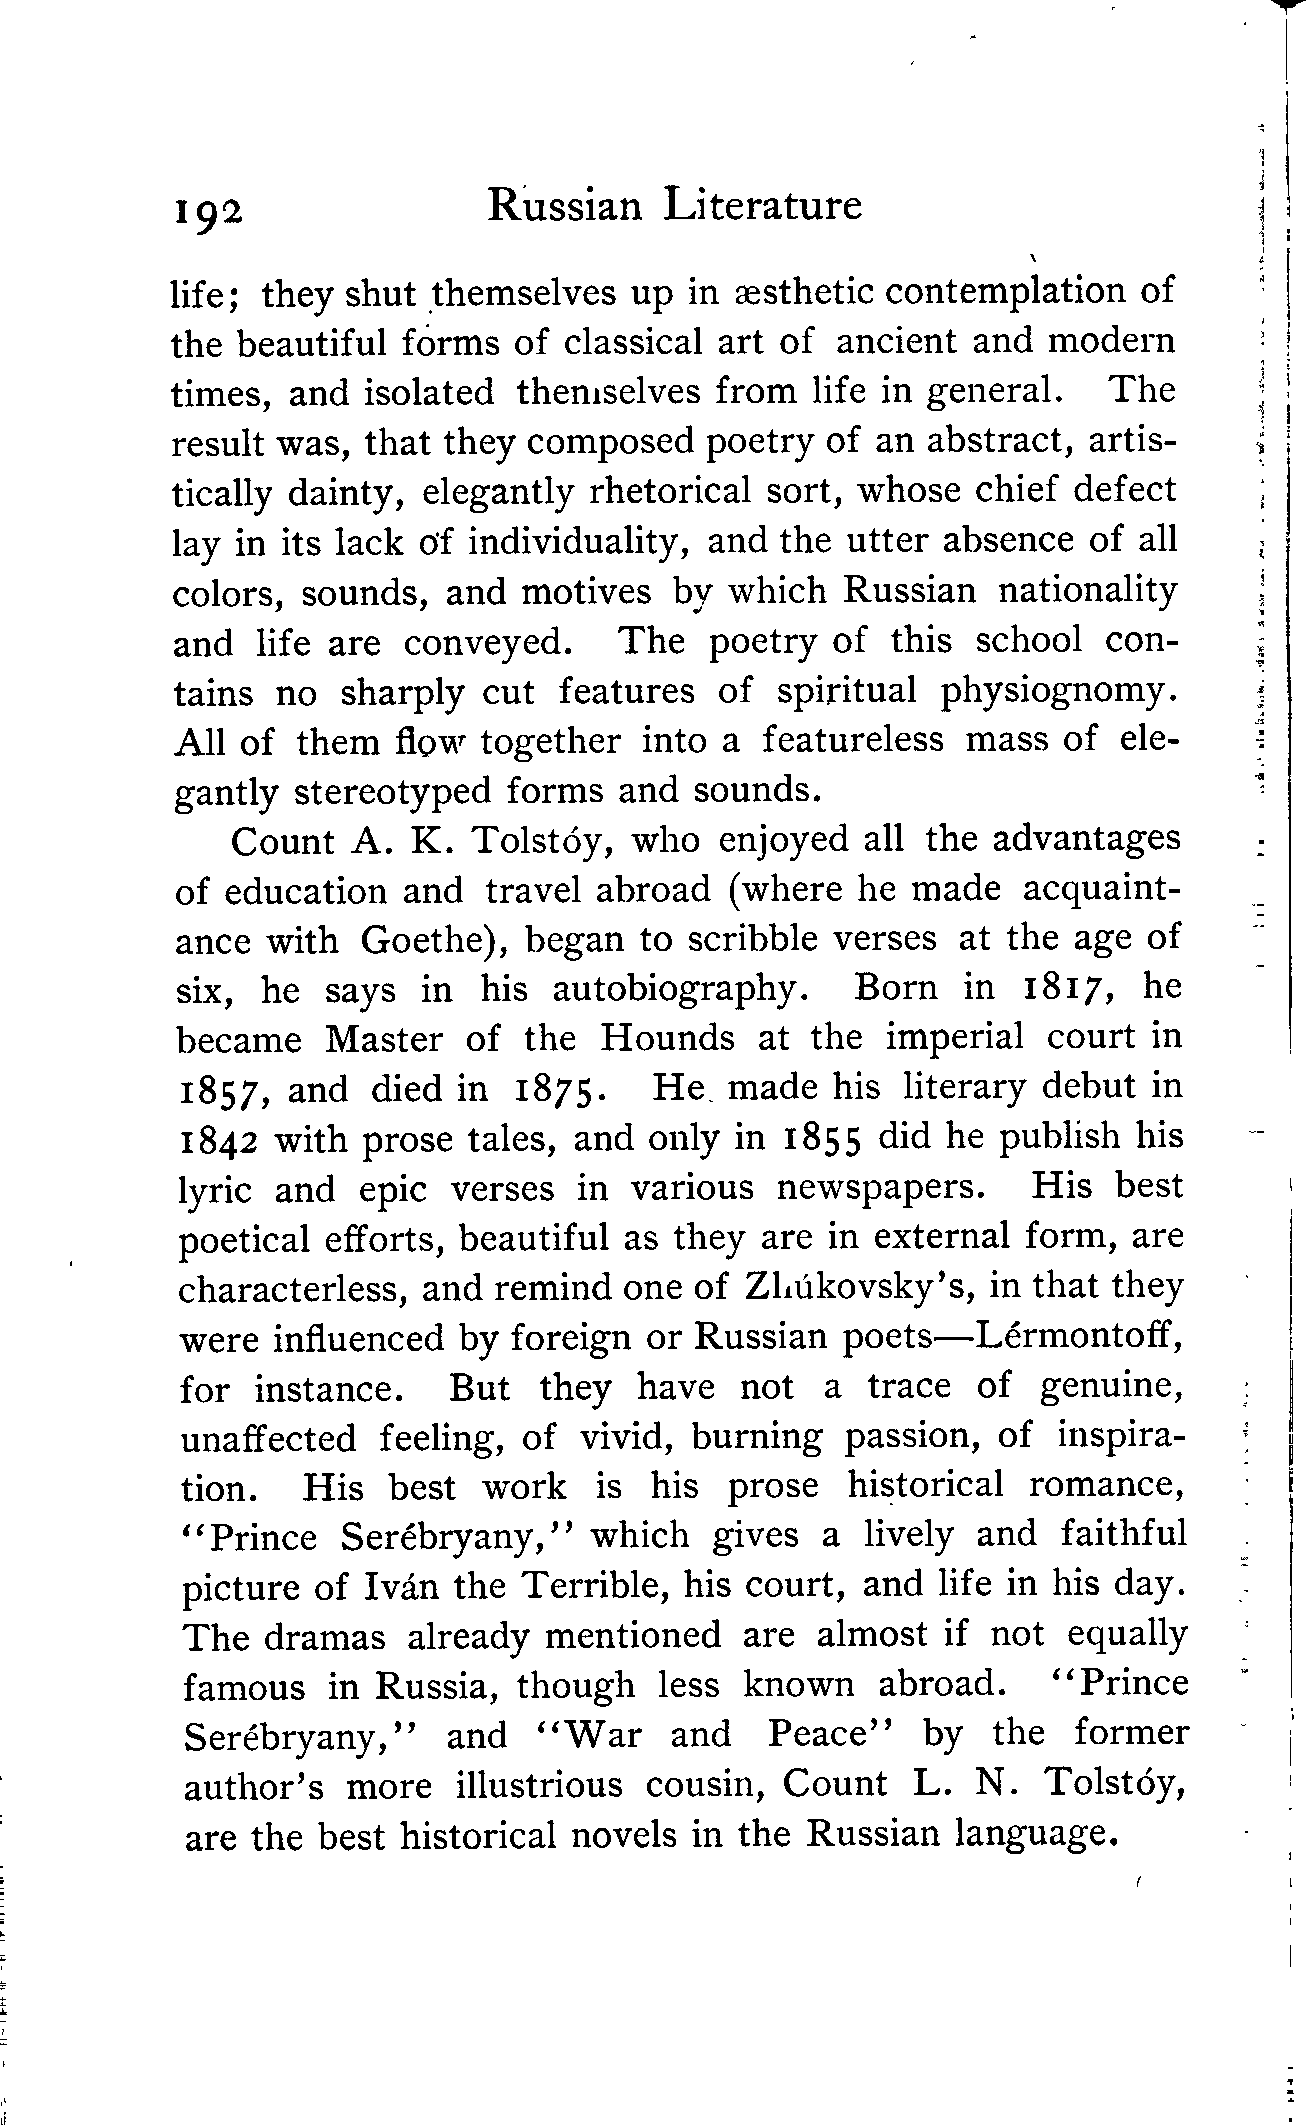 192 Russian Literature
life; they shut themselves up in æsthetic contemplation of
the beautiful forms of classical art of ancient and modern
times, and isolated themselves from life in general. The
result was, that they composed poetry of an abstract, artis-
tically dainty, elegantly rhetorical sort, whose chief defect
lay in its lack of individuality, and the utter absence of all
colors, sounds, and motives by which Russian nationality
and life are conveyed. The poetry of this school con-
tains no sharply cut features of spiritual physiognomy.
All of them flow together into a featureless mass of ele-
gantly stereotyped forms and sounds.
Count A. K. Tolstóy, who enjoyed all the advantages
of education and travel abroad (where he made acquaint-
ance with Goethe), began to scribble verses at the age of
six, he says in his autobiography. Born in 1817, he
became Master of the Hounds at the imperial court in
1857, and died in 1875. He made his literary debut in
1842 with prose tales, and only in 1855 did he publish his
lyric and epic verses in various newspapers. His best
poetical efforts, beautiful as they are in external form, are
characterless, and remind one of Zhúkovsky's, in that they
were influenced by foreign or Russian poets—Lérmontoff,
for instance. But they have not a trace of genuine,
unaffected feeling, of vivid, burning passion, of inspira-
tion. His best work is his prose historical romance,
"Prince Serébryany," which gives a lively and faithful
picture of Iván the Terrible, his court, and life in his day.
The dramas already mentioned are almost if not equally
famous in Russia, though less known abroad. "Prince
Serébryany," and "War and Peace" by the former
author's more illustrious cousin, Count L. N. Tolstóy,
are the best historical novels in the Russian language.